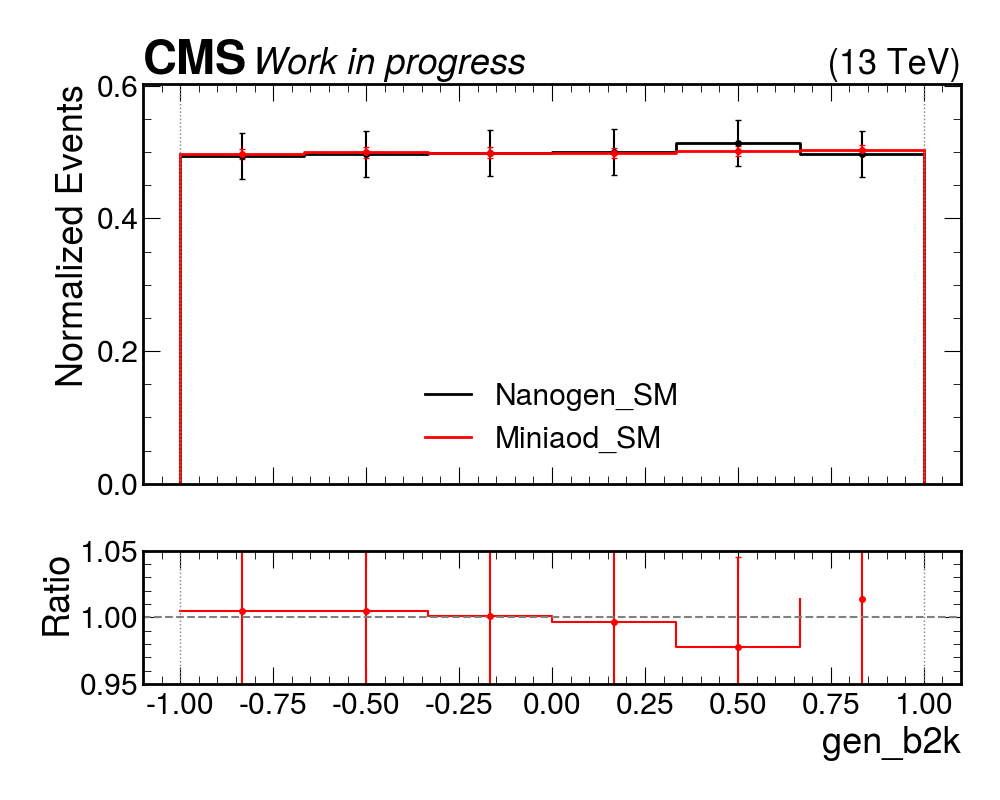 CMS Work in progress (13 TeV)
Normalized Events
0.6
0.4
0.2
0.0
Nanogen_SM
Miniaod_SM
Ratio
1.05
1.00
0.95
-1.00 -0.75 -0.50 -0.25 0.00 0.25 0.50 0.75 1.00
gen_b2k